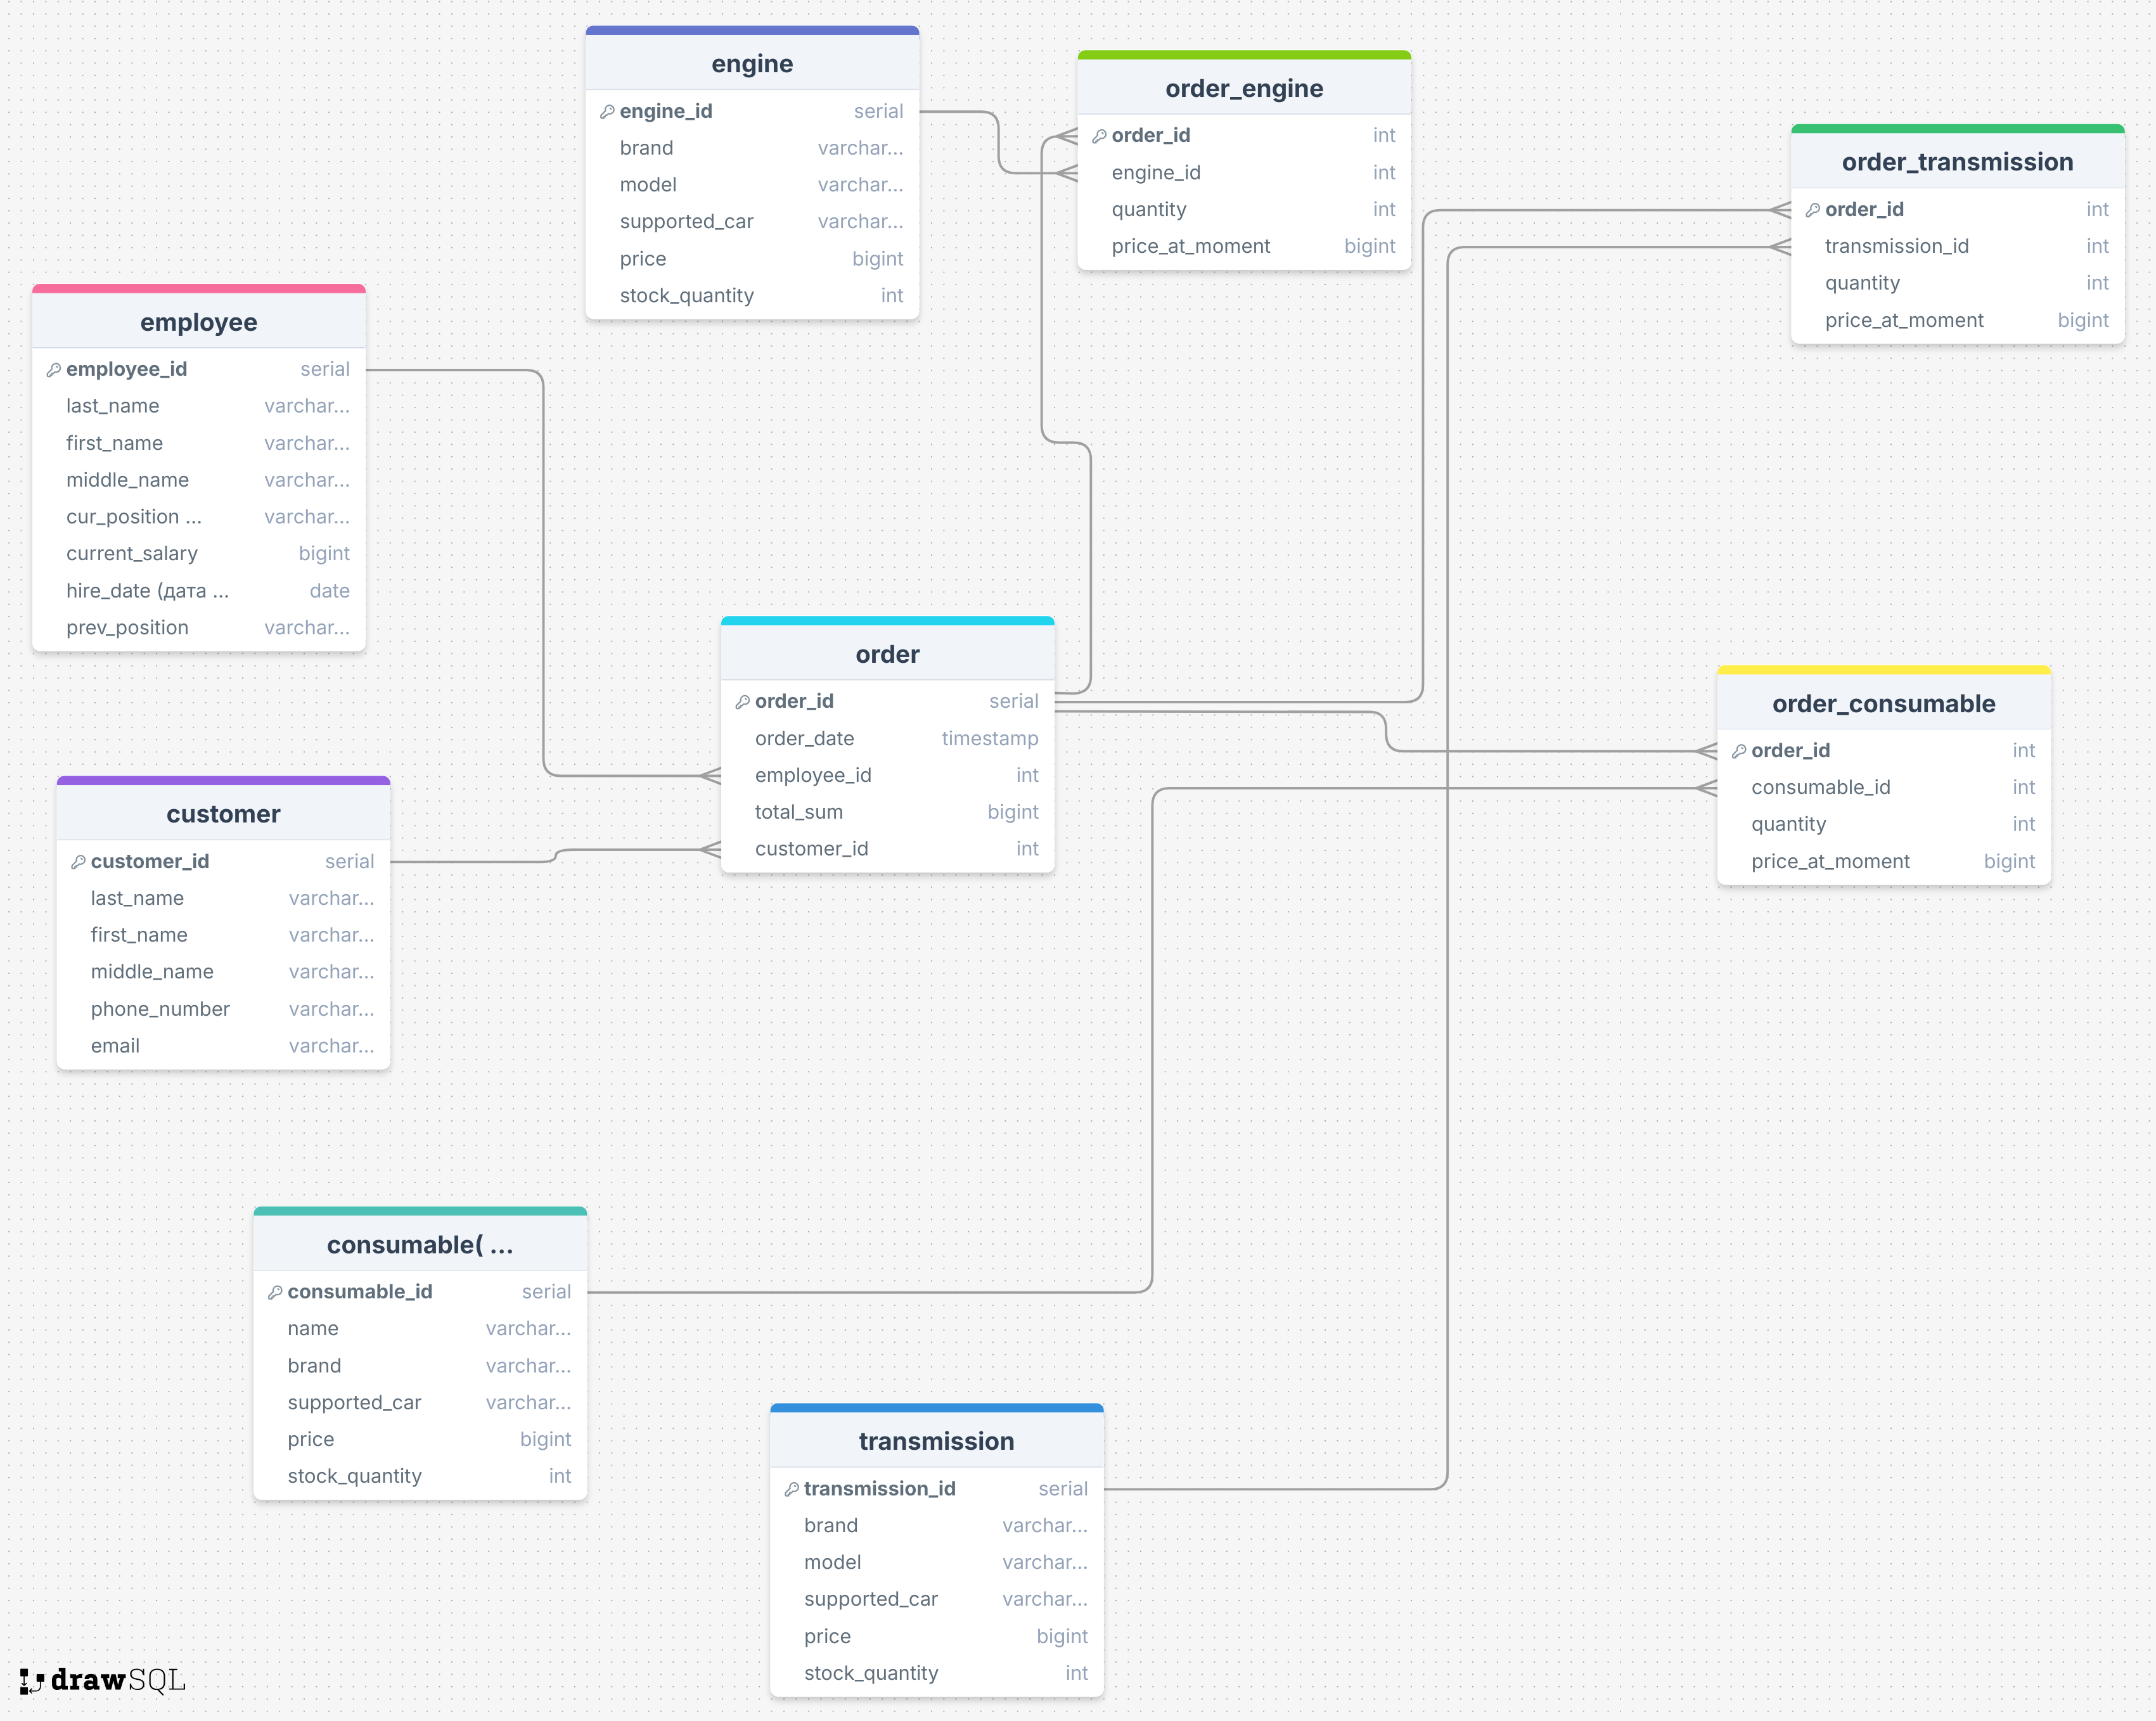 engine
engine_id serial
brand varchar...
model varchar...
supported_car varchar...
price bigint
stock_quantity int
order_engine
order_id int
engine_id int
quantity int
price_at_moment bigint
order_transmission
order_id int
transmission_id int
quantity int
price_at_moment bigint
employee
employee_id serial
last_name varchar...
first_name varchar...
middle_name varchar...
cur_position ... varchar...
current_salary bigint
hire_date (дата ... date
prev_position varchar...
order
order_id serial
order_date timestamp
employee_id int
total_sum bigint
customer_id int
order_consumable
order_id int
consumable_id int
quantity int
price_at_moment bigint
customer
customer_id serial
last_name varchar...
first_name varchar...
middle_name varchar...
phone_number varchar...
email varchar...
consumable( ...
consumable_id serial
name varchar...
brand varchar...
supported_car varchar...
price bigint
stock_quantity int
transmission
transmission_id serial
brand varchar...
model varchar...
supported_car varchar...
price bigint
stock_quantity int
drawSQL